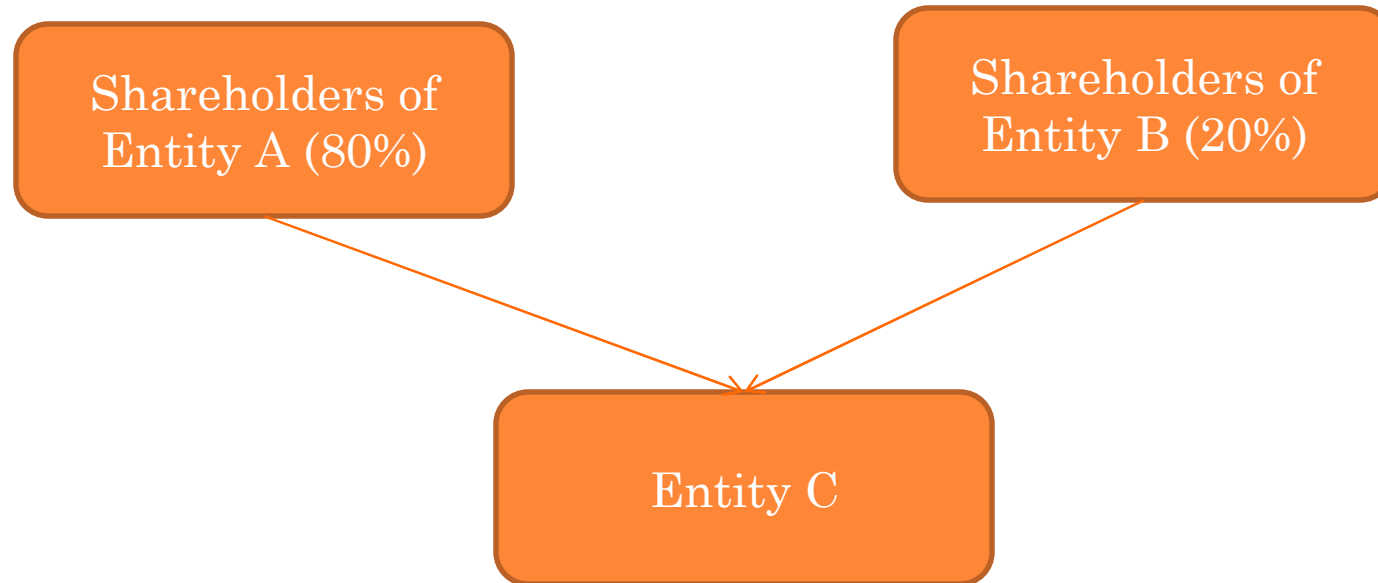 Shareholders of
Entity A (80%)
Shareholders of
Entity B (20%)
Entity C